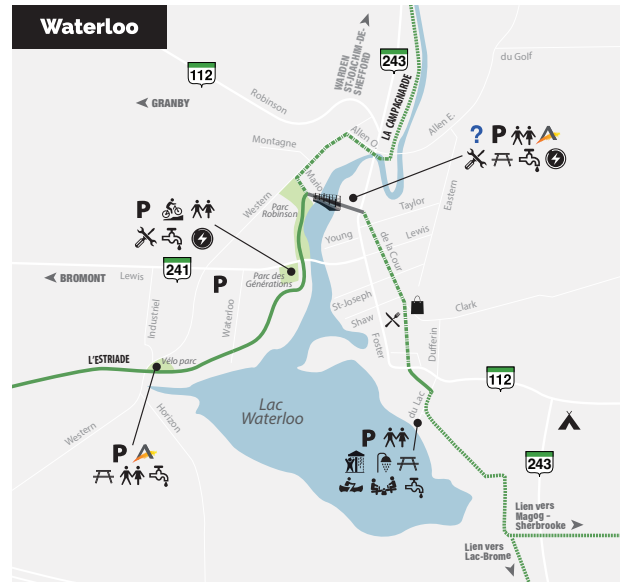 Waterloo
WARDEN
ST-JOACHIM-DE-
SHEFFORD
243
112
du Golf
LA CAMPAGNARDE
GRANBY
Robinson
Allen O.
Allen E.
Montagne
?
P
Marlo
Western
Eastern
Taylor
P
Parc
Robinson
Young
Lewis
de la Cour
241
BROMONT
Lewis
Parc des
Générations
P
St-Joseph
Clark
Industriel
Waterloo
Shaw
Foster
Dufferin
L'ESTRIADE
Vélo parc
112
Lac
Waterloo
du Lac
Western
Horizon
P
P
243
Lien vers
Magog -
Sherbrooke
Lien vers
Lac-Brome